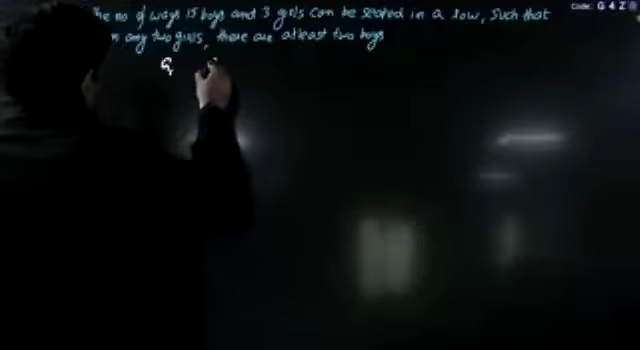 he no of ways 15 boys and 3 girls can be seated in a row, Such that
any two girls, there are atleast two boys
G
Code: G 4 Z